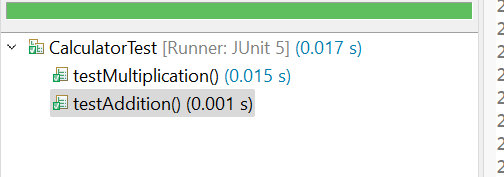 CalculatorTest [Runner: JUnit 5] (0.017 s)
testMultiplication() (0.015 s)
testAddition() (0.001 s)